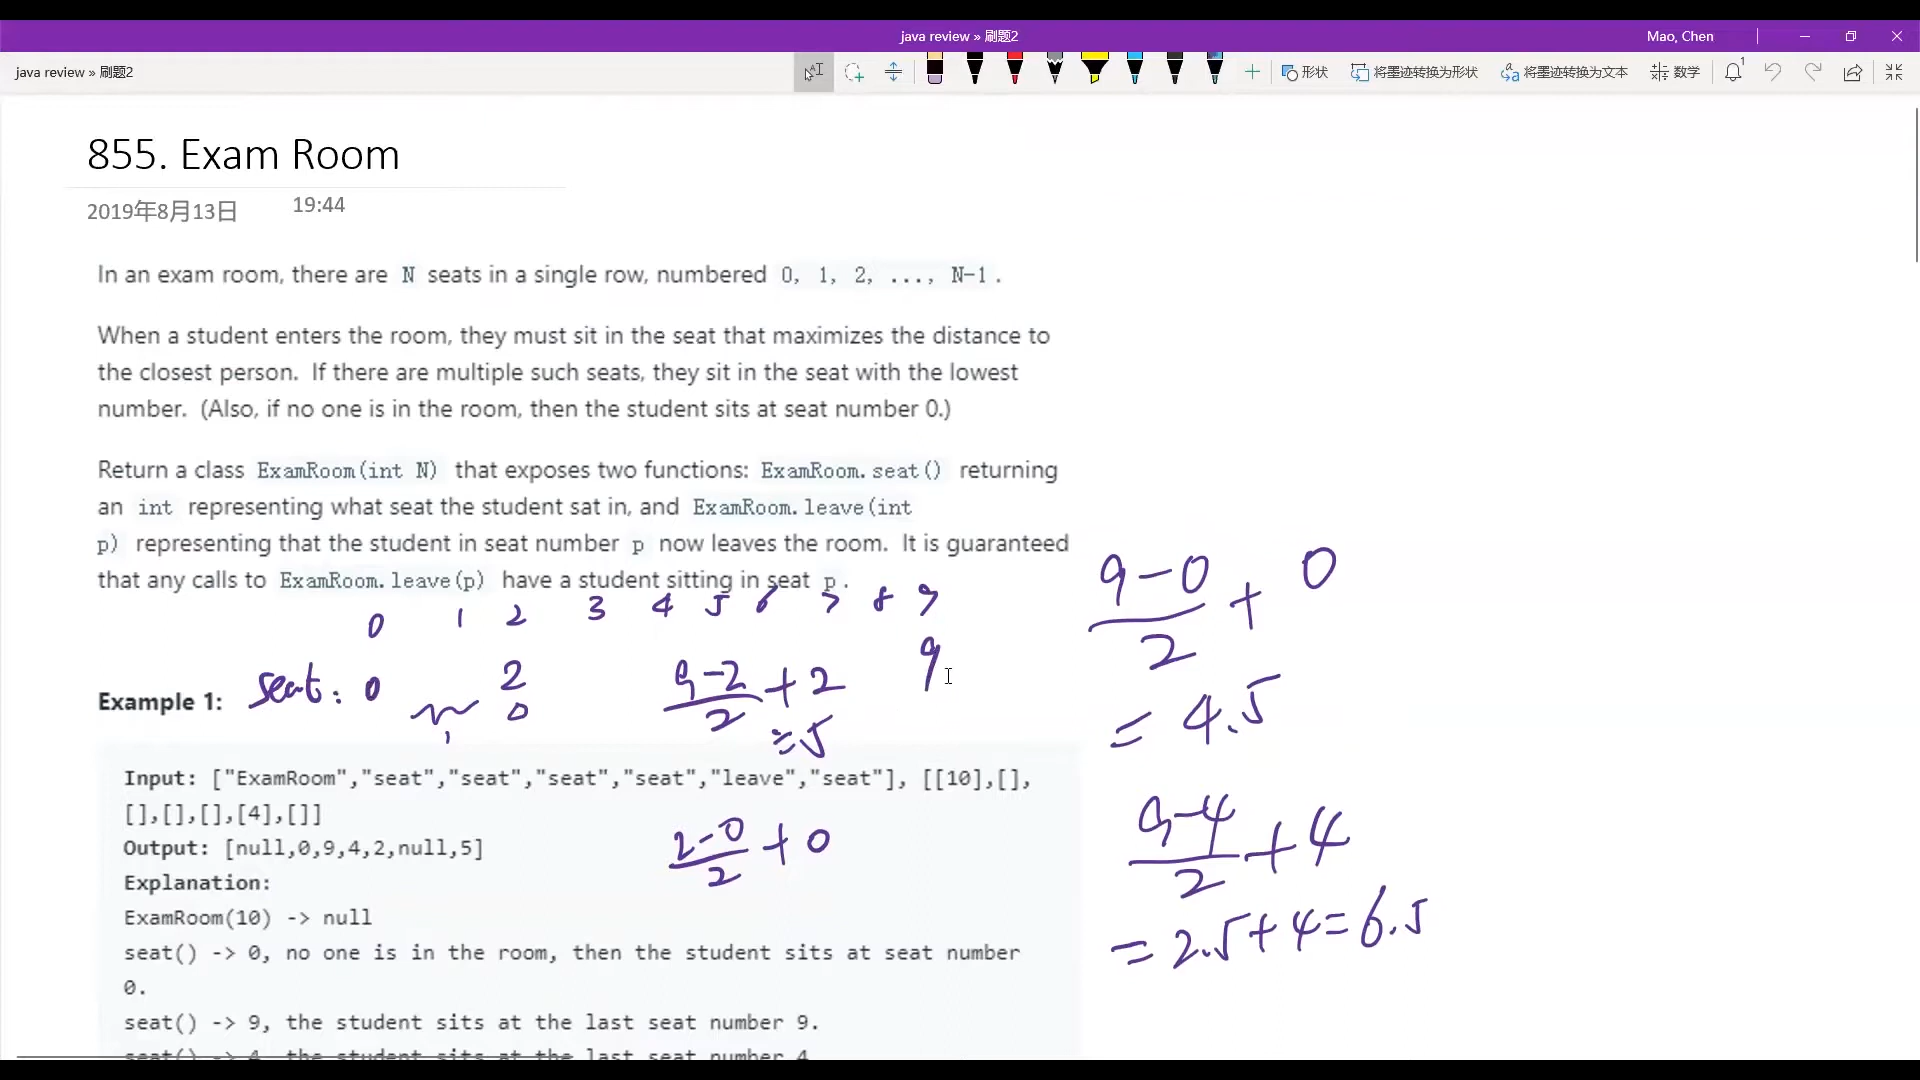 java review » 刷题2
Mao, Chen
java review » 刷题2
形状
将墨迹转换为形状
将墨迹转换为文本
数学
1
855. Exam Room
2019年8月13日 19:44
In an exam room, there are N seats in a single row, numbered 0, 1, 2, ..., N-1.
When a student enters the room, they must sit in the seat that maximizes the distance to
the closest person. If there are multiple such seats, they sit in the seat with the lowest
number. (Also, if no one is in the room, then the student sits at seat number 0.)
Return a class ExamRoom(int N) that exposes two functions: ExamRoom.seat() returning
an int representing what seat the student sat in, and ExamRoom.leave(int
p) representing that the student in seat number p now leaves the room. It is guaranteed
that any calls to ExamRoom.leave(p) have a student sitting in seat p.
0 1 2 3 4 5 6 7 8 9
seat: 0 2 9
0
1
9-2/2 + 2
=5
Example 1:
Input: ["ExamRoom","seat","seat","seat","seat","leave","seat"], [[10],[],
[],[],[],[4],[]]
Output: [null,0,9,4,2,null,5]
Explanation:
ExamRoom(10) -> null
seat() -> 0, no one is in the room, then the student sits at seat number
0.
seat() -> 9, the student sits at the last seat number 9.
seat() -> 4, the student sits at the last seat number 4
2-0/2 + 0
9-0/2 + 0
= 4.5
9-4/2 + 4
= 2.5+4=6.5